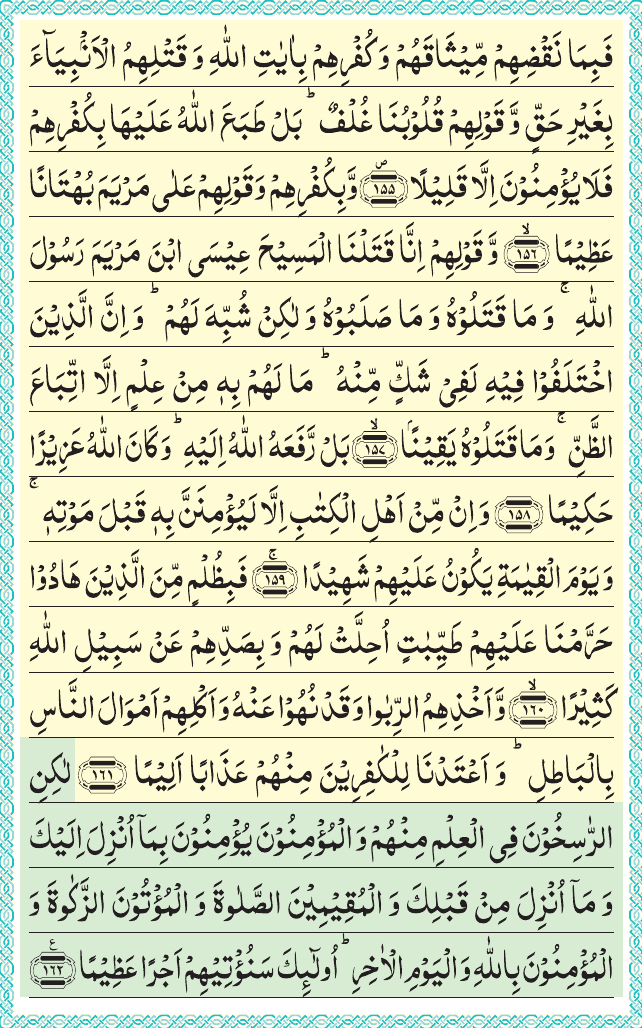 فَبِمَا نَقْضِهِمْ مِّيْثَاقَهُمْ وَكُفْرِهِمْ بِاٰيٰتِ اللّٰهِ وَ قَتْلِهِمُ الْاَنْۢبِيَآءَ
بِغَيْرِ حَقٍّ وَّ قَوْلِهِمْ قُلُوْبُنَا غُلْفٌ ؕ بَلْ طَبَعَ اللّٰهُ عَلَيْهَا بِكُفْرِهِمْ
فَلَا يُؤْمِنُوْنَ اِلَّا قَلِيْلًا ۪﴿۱۵۵﴾ وَّبِكُفْرِهِمْ وَقَوْلِهِمْ عَلٰى مَرْيَمَ بُهْتَانًا
عَظِيْمًا ۙ﴿۱۵۶﴾ وَّ قَوْلِهِمْ اِنَّا قَتَلْنَا الْمَسِيْحَ عِيْسَى ابْنَ مَرْيَمَ رَسُوْلَ
اللّٰهِ ۚ وَ مَا قَتَلُوْهُ وَ مَا صَلَبُوْهُ وَ لٰكِنْ شُبِّهَ لَهُمْ ؕ وَ اِنَّ الَّذِيْنَ
اخْتَلَفُوْا فِيْهِ لَفِيْ شَكٍّ مِّنْهُ ؕ مَا لَهُمْ بِهٖ مِنْ عِلْمٍ اِلَّا اتِّبَاعَ
الظَّنِّ ۚ وَمَا قَتَلُوْهُ يَقِيْنًۢا ۙ﴿۱۵۷﴾ بَلْ رَّفَعَهُ اللّٰهُ اِلَيْهِ ؕ وَكَانَ اللّٰهُ عَزِيْزًا
حَكِيْمًا ﴿۱۵۸﴾ وَ اِنْ مِّنْ اَهْلِ الْكِتٰبِ اِلَّا لَيُؤْمِنَنَّ بِهٖ قَبْلَ مَوْتِهٖ ۚ
وَ يَوْمَ الْقِيٰمَةِ يَكُوْنُ عَلَيْهِمْ شَهِيْدًا ۚ﴿۱۵۹﴾ فَبِظُلْمٍ مِّنَ الَّذِيْنَ هَادُوْا
حَرَّمْنَا عَلَيْهِمْ طَيِّبٰتٍ اُحِلَّتْ لَهُمْ وَ بِصَدِّهِمْ عَنْ سَبِيْلِ اللّٰهِ
كَثِيْرًا ۙ﴿۱۶۰﴾ وَّاَخْذِهِمُ الرِّبٰوا وَقَدْ نُهُوْا عَنْهُ وَاَكْلِهِمْ اَمْوَالَ النَّاسِ
بِالْبَاطِلِ ؕ وَ اَعْتَدْنَا لِلْكٰفِرِيْنَ مِنْهُمْ عَذَابًا اَلِيْمًا ﴿۱۶۱﴾ لٰكِنِ
الرّٰسِخُوْنَ فِى الْعِلْمِ مِنْهُمْ وَ الْمُؤْمِنُوْنَ يُؤْمِنُوْنَ بِمَاۤ اُنْزِلَ اِلَيْكَ
وَ مَاۤ اُنْزِلَ مِنْ قَبْلِكَ وَ الْمُقِيْمِيْنَ الصَّلٰوةَ وَ الْمُؤْتُوْنَ الزَّكٰوةَ وَ
الْمُؤْمِنُوْنَ بِاللّٰهِ وَ الْيَوْمِ الْاٰخِرِ ؕ اُولٰٓئِكَ سَنُؤْتِيْهِمْ اَجْرًا عَظِيْمًا ﴿۱۶۲﴾ ع